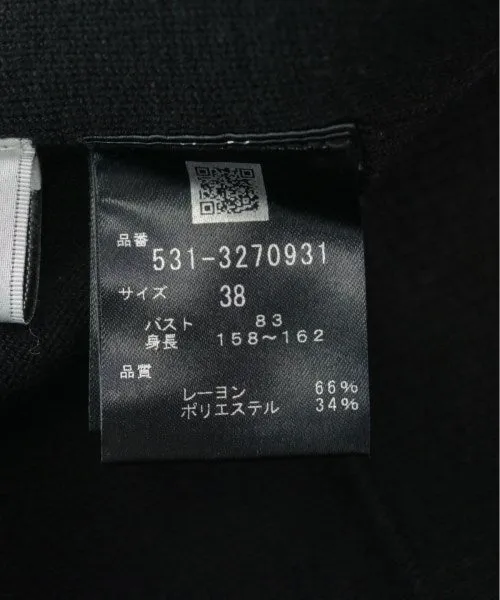 品番
531-3270931
サイズ 38
バスト 83
身長 158~162
品質
レーヨン 66%
ポリエステル 34%